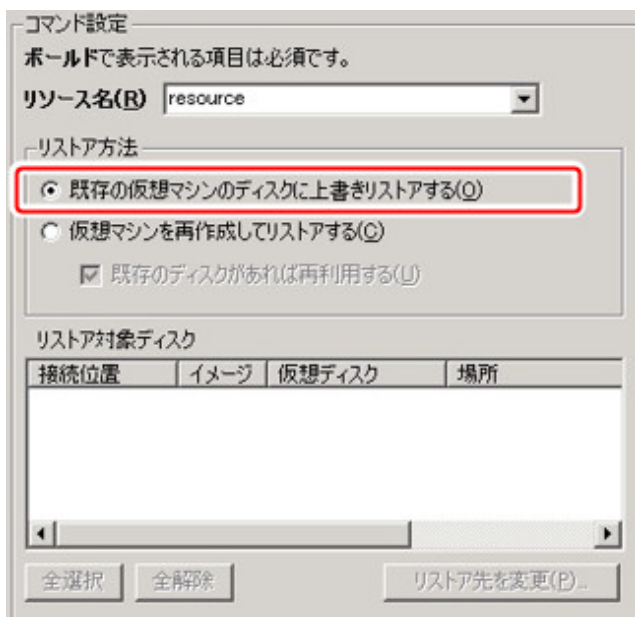 コマンド設定
ボールドで表示される項目は必須です。
リソース名(R) resource
リストア方法
既存の仮想マシンのディスクに上書きリストアする(O)
仮想マシンを再作成してリストアする(C)
既存のディスクがあれば再利用する(U)
リストア対象ディスク
接続位置 イメージ 仮想ディスク 場所
全選択 全解除 リストア先を変更(P)...